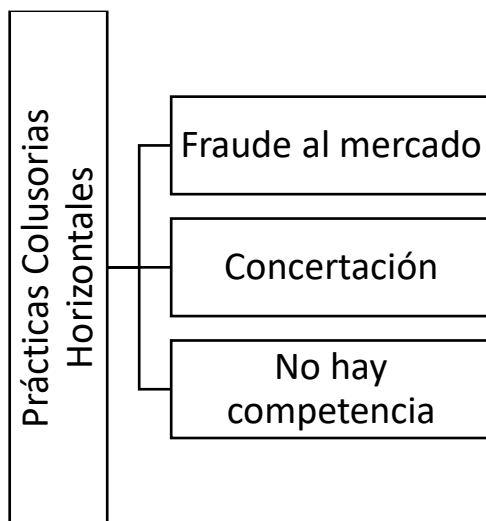 Prácticas Colusorias
Horizontales
Fraude al mercado
Concertación
No hay
competencia